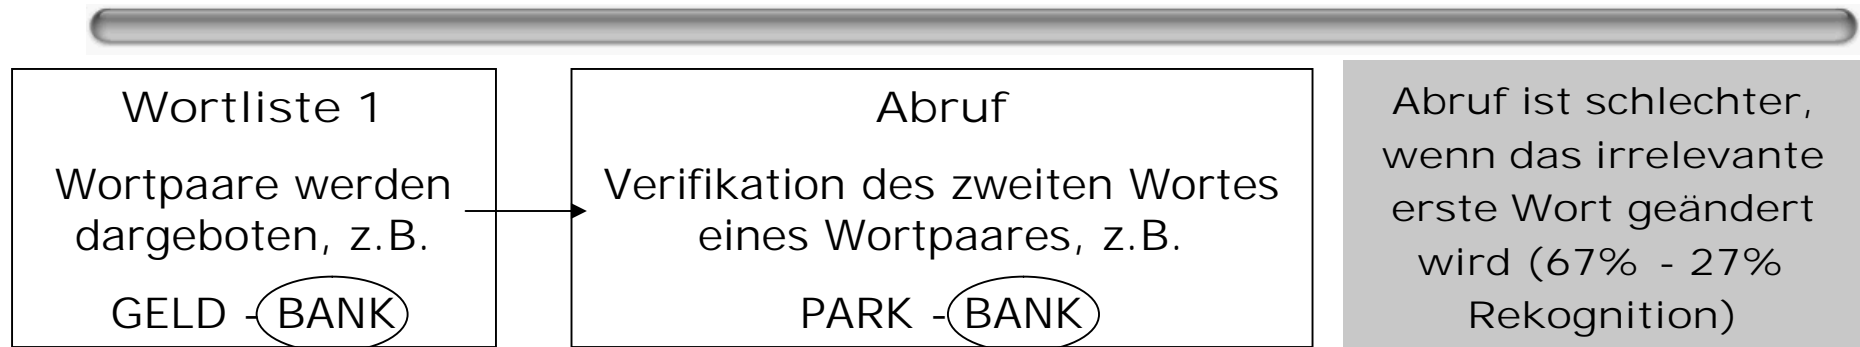 Wortliste 1
Wortpaare werden
dargeboten, z.B.
GELD - BANK
Abruf
Verifikation des zweiten Wortes
eines Wortpaares, z.B.
PARK - BANK
Abruf ist schlechter,
wenn das irrelevante
erste Wort geändert
wird (67% - 27%
Rekognition)